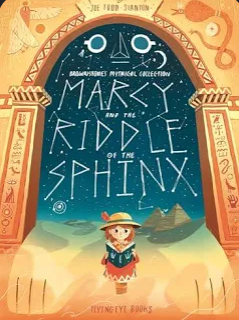 JOE TODD STANTON
BROWNSTONE'S MYTHICAL COLLECTION
MARCY
AND THE
RIDDLE
OF THE
SPHINX
FLYING EYE BOOKS